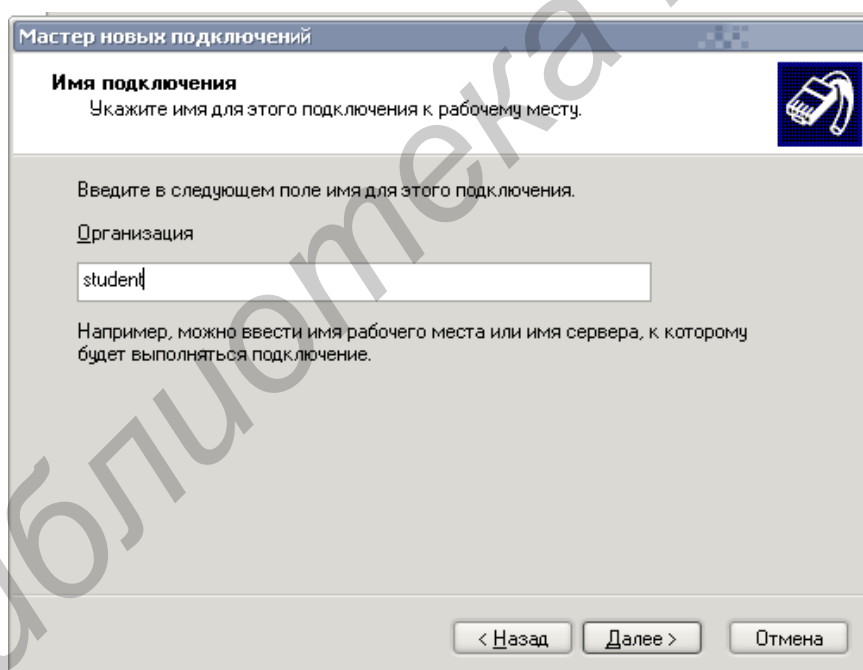 Мастер новых подключений
Имя подключения
Укажите имя для этого подключения к рабочему месту.
Введите в следующем поле имя для этого подключения.
Организация
student
Например, можно ввести имя рабочего места или имя сервера, к которому
будет выполняться подключение.
< Назад
Далее >
Отмена